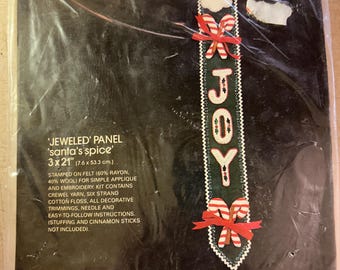 JOY
'JEWELED' PANEL
'santa's spice'
3 x 21" (7.6 x 53.3 cm.)
STAMPED ON FELT (60% RAYON,
40% WOOL) FOR SIMPLE APPLIQUE
AND EMBROIDERY. KIT CONTAINS
CREWEL YARN, SIX STRAND
COTTON FLOSS, ALL DECORATIVE
TRIMMINGS, NEEDLE AND
EASY-TO-FOLLOW INSTRUCTIONS.
(STUFFING AND CINNAMON STICKS
NOT INCLUDED).